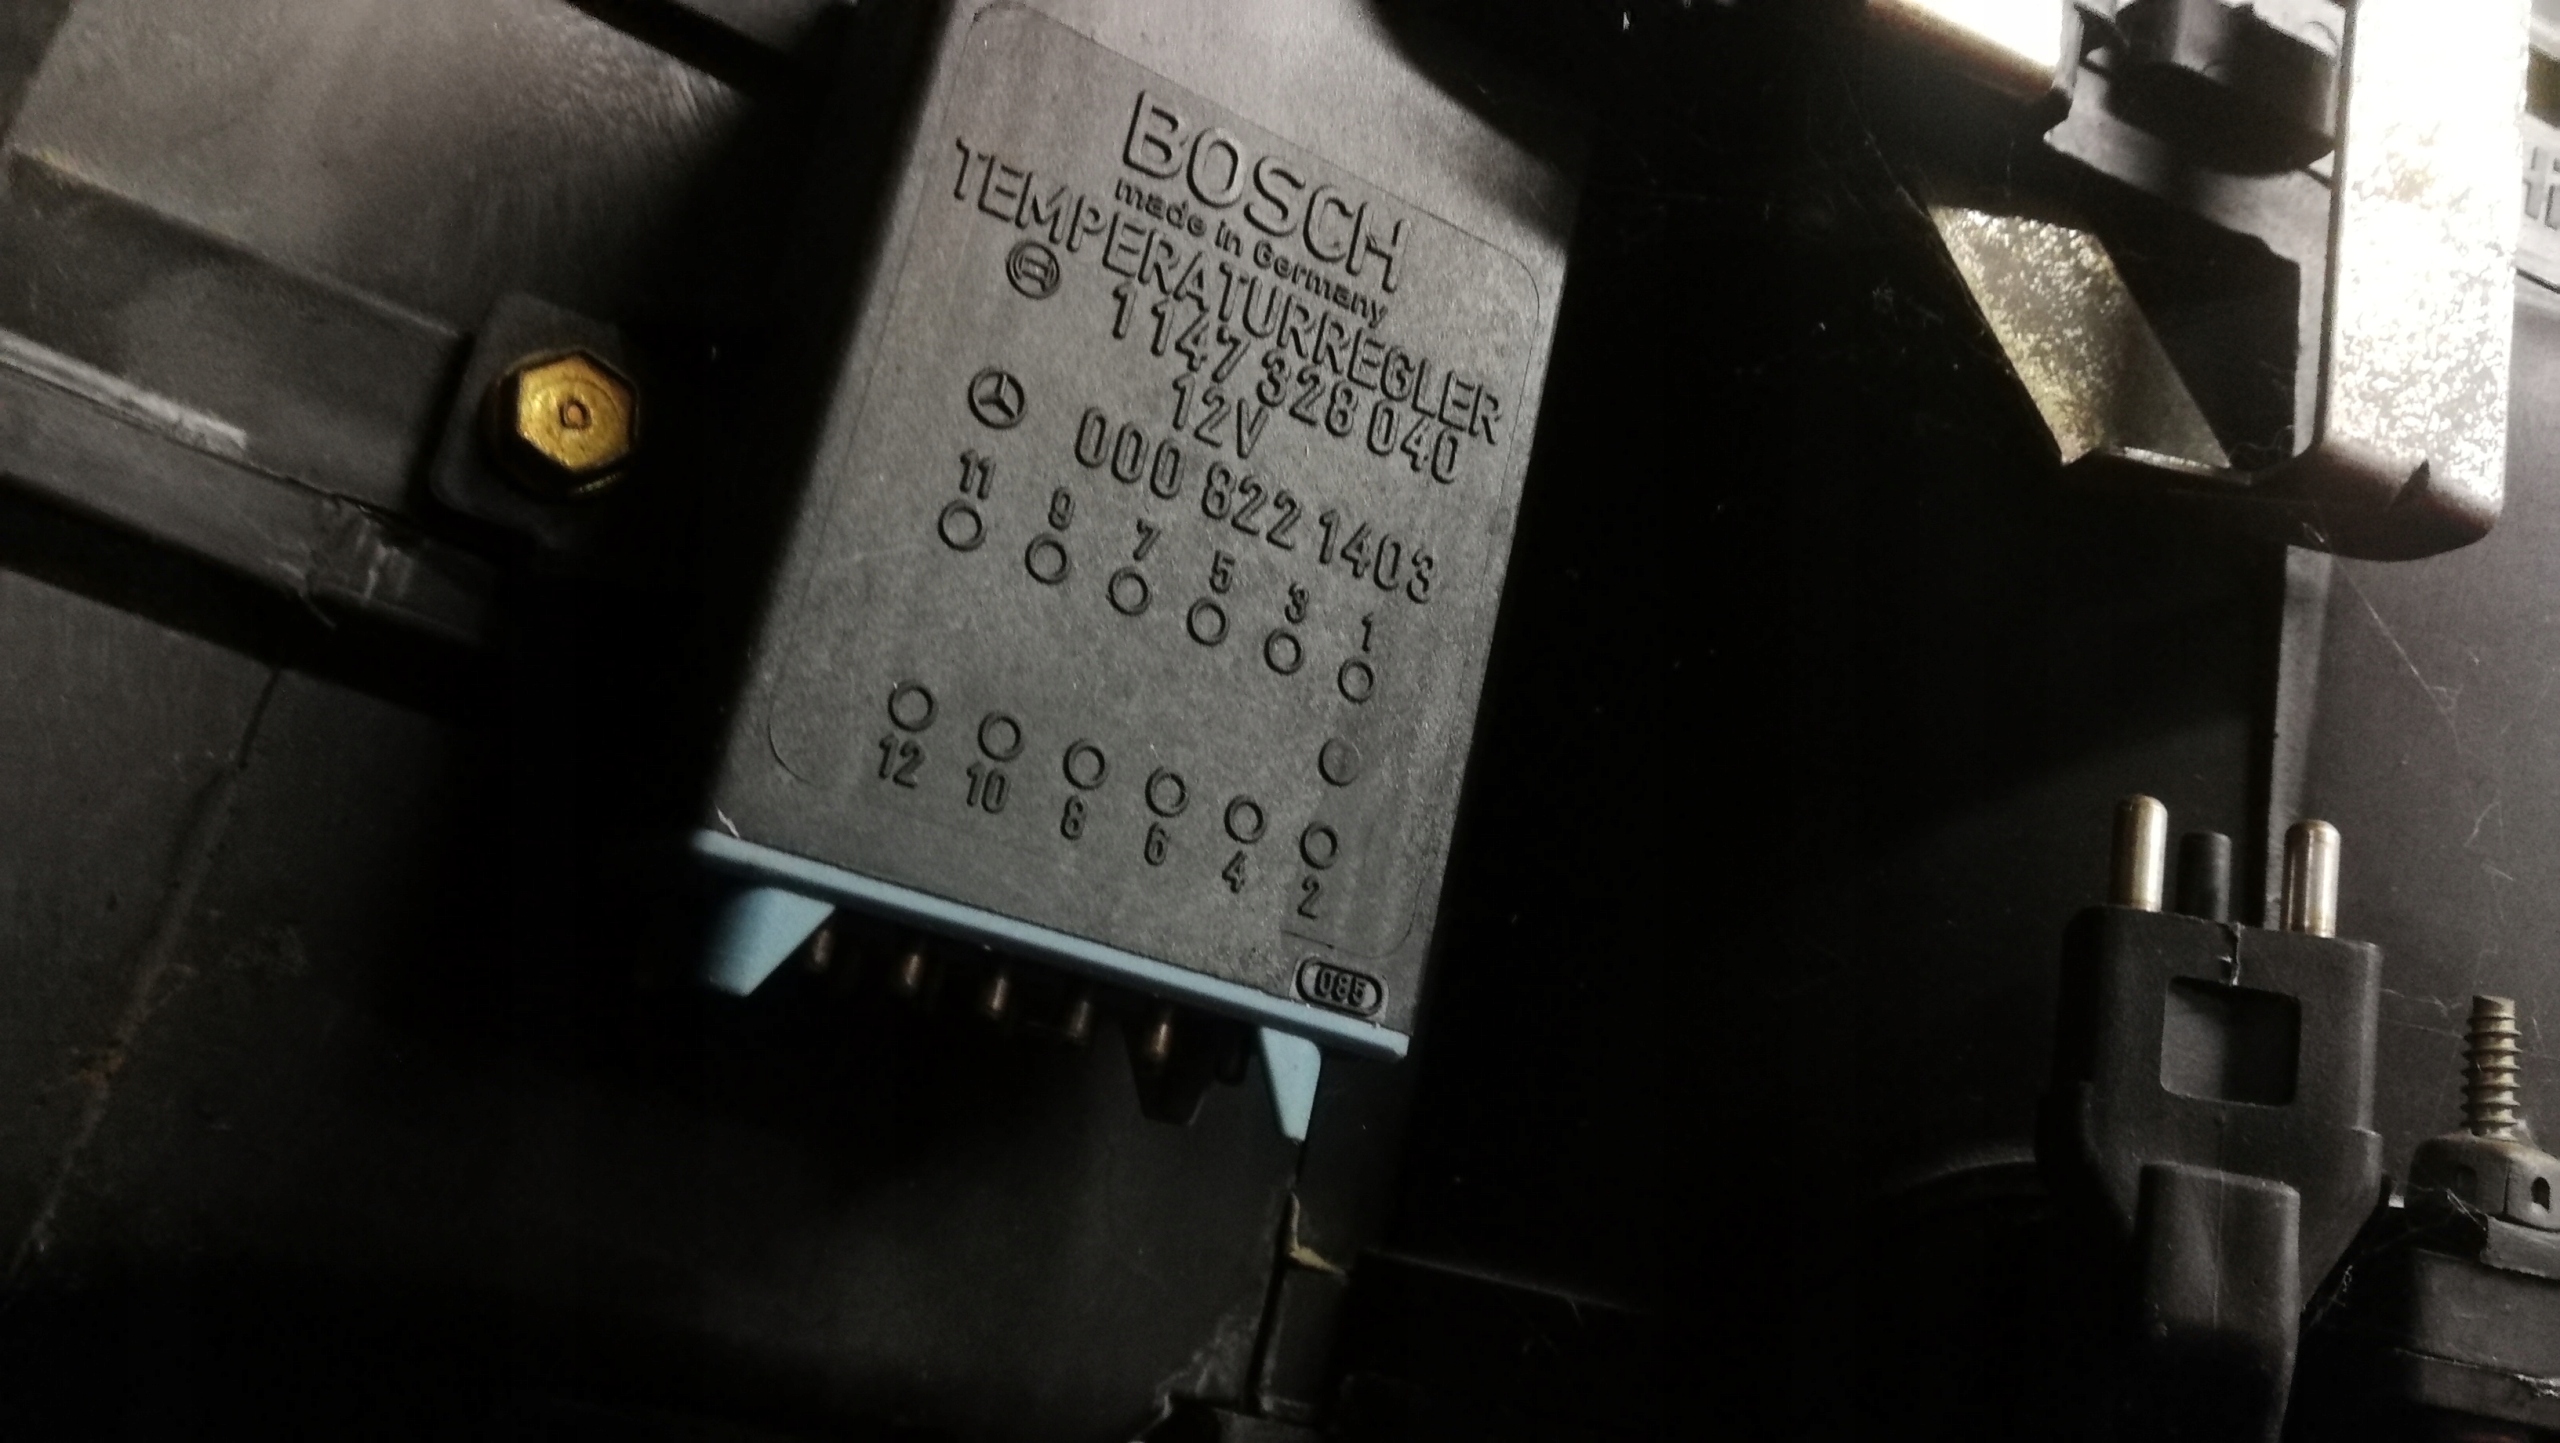 BOSCH
made in Germany
TEMPERATURREGLER
1 147 328 040
12V
000 822 1403
11 9 7 5 3 1
12 10 8 6 4 2
085